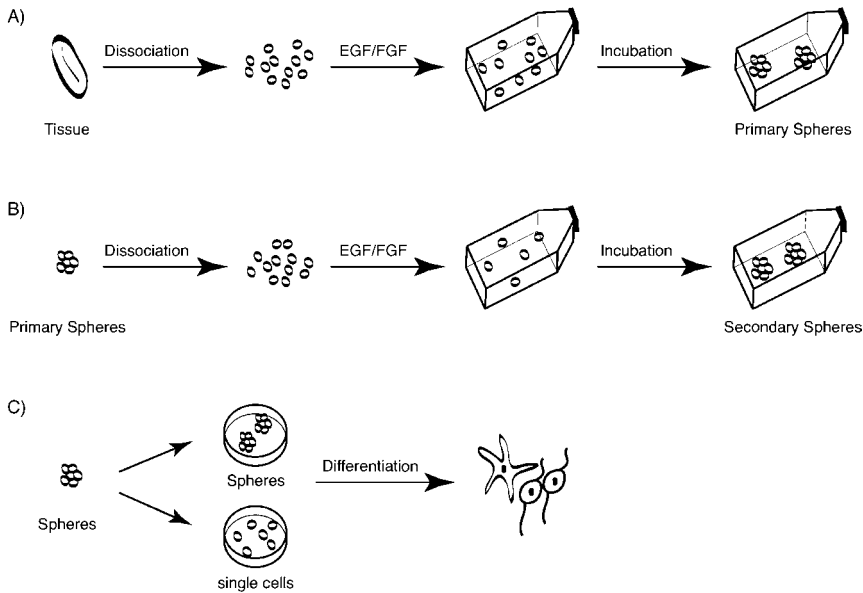 A)
Dissociation
EGF/FGF
Incubation
Tissue
Primary Spheres
B)
Dissociation
EGF/FGF
Incubation
Primary Spheres
Secondary Spheres
C)
Spheres
Spheres
Differentiation
single cells